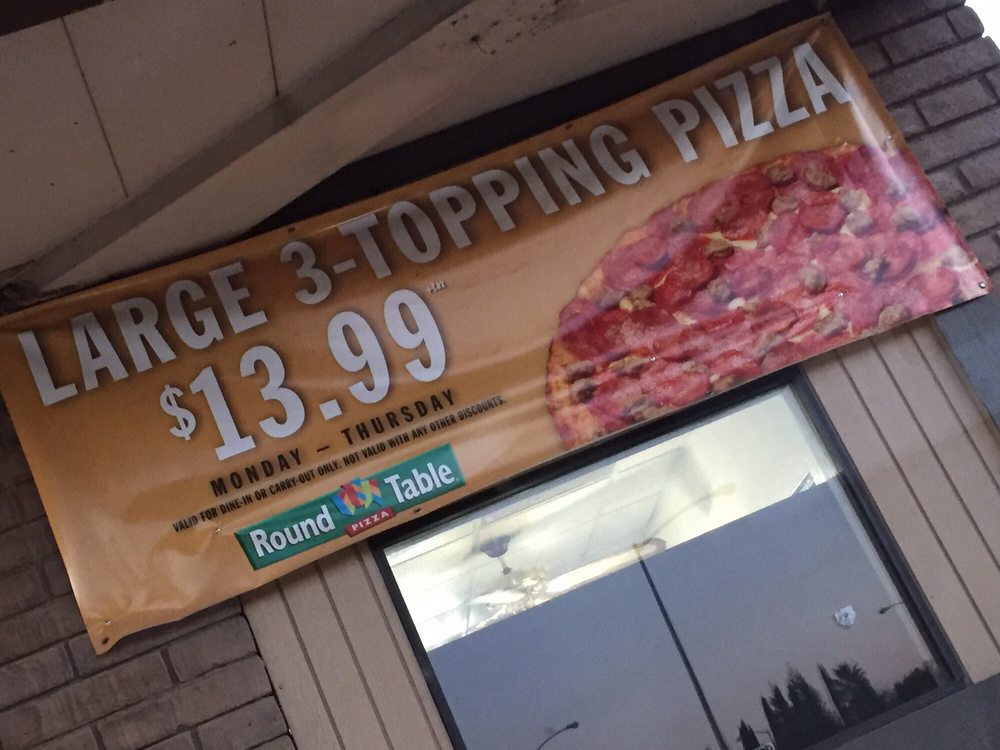 LARGE 3-TOPPING PIZZA
$13.99 +tax
MONDAY – THURSDAY
VALID FOR DINE-IN OR CARRY-OUT ONLY. NOT VALID WITH ANY OTHER DISCOUNTS.
Round Table
PIZZA